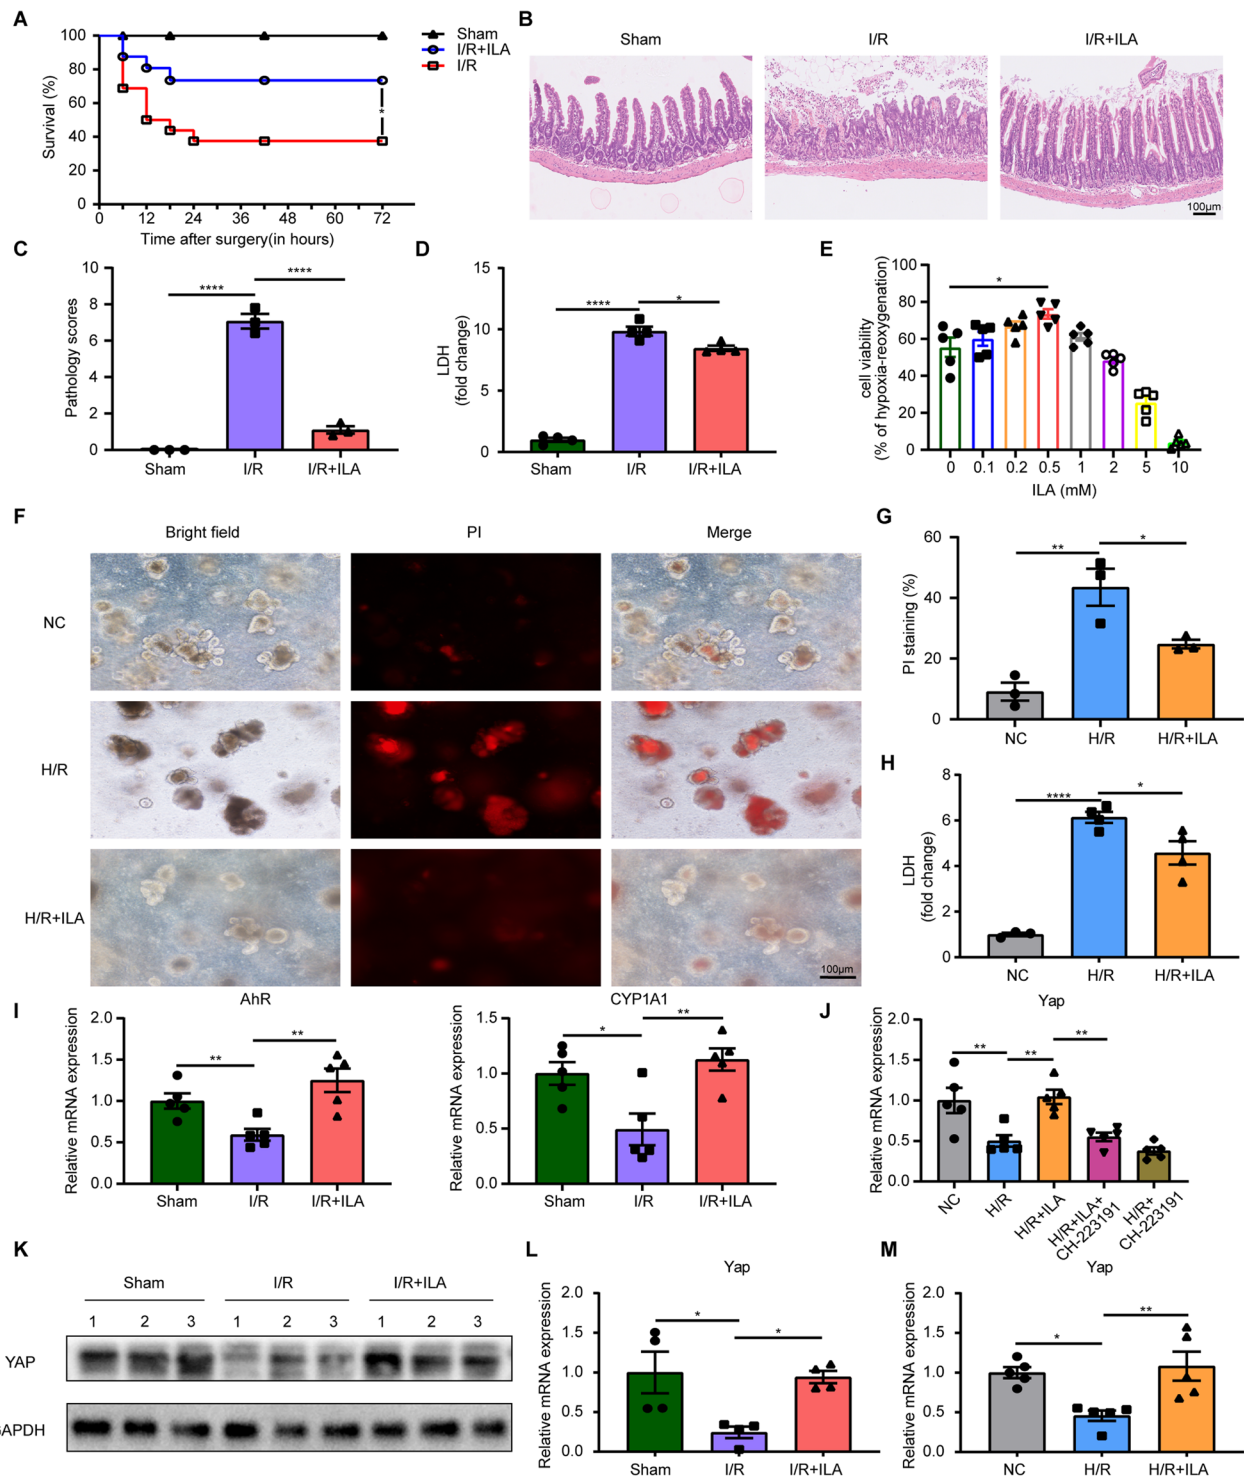 A
Survival (%)
100
80
60
40
20
0
0 12 24 36 48 60 72
Time after surgery(in hours)
*
Sham
I/R+ILA
I/R
B
Sham I/R I/R+ILA
100μm
C
Pathology scores
10
8
6
4
2
0
**** ****
Sham I/R I/R+ILA
D
LDH
(fold change)
15
10
5
0
**** *
Sham I/R I/R+ILA
E
cell viability
(% of hypoxia-reoxygenation)
100
80
60
40
20
0
*
0 0.1 0.2 0.5 1 2 5 10
ILA (mM)
F
Bright field PI Merge
NC
H/R
H/R+ILA
100μm
G
PI staining (%)
60
40
20
0
** *
NC H/R H/R+ILA
H
LDH
(fold change)
8
6
4
2
0
**** *
NC H/R H/R+ILA
I
AhR
Relative mRNA expression
2.0
1.5
1.0
0.5
0.0
** **
Sham I/R I/R+ILA
CYP1A1
Relative mRNA expression
1.5
1.0
0.5
0.0
* **
Sham I/R I/R+ILA
J
Yap
Relative mRNA expression
2.0
1.5
1.0
0.5
0.0
** ** **
NC
H/R
H/R+ILA
H/R+ILA+
CH-223191
H/R+
CH-223191
K
Sham I/R I/R+ILA
1 2 3 1 2 3 1 2 3
YAP
GAPDH
L
Yap
Relative mRNA expression
2.0
1.5
1.0
0.5
0.0
* *
Sham I/R I/R+ILA
M
Yap
Relative mRNA expression
2.0
1.5
1.0
0.5
0.0
* **
NC H/R H/R+ILA